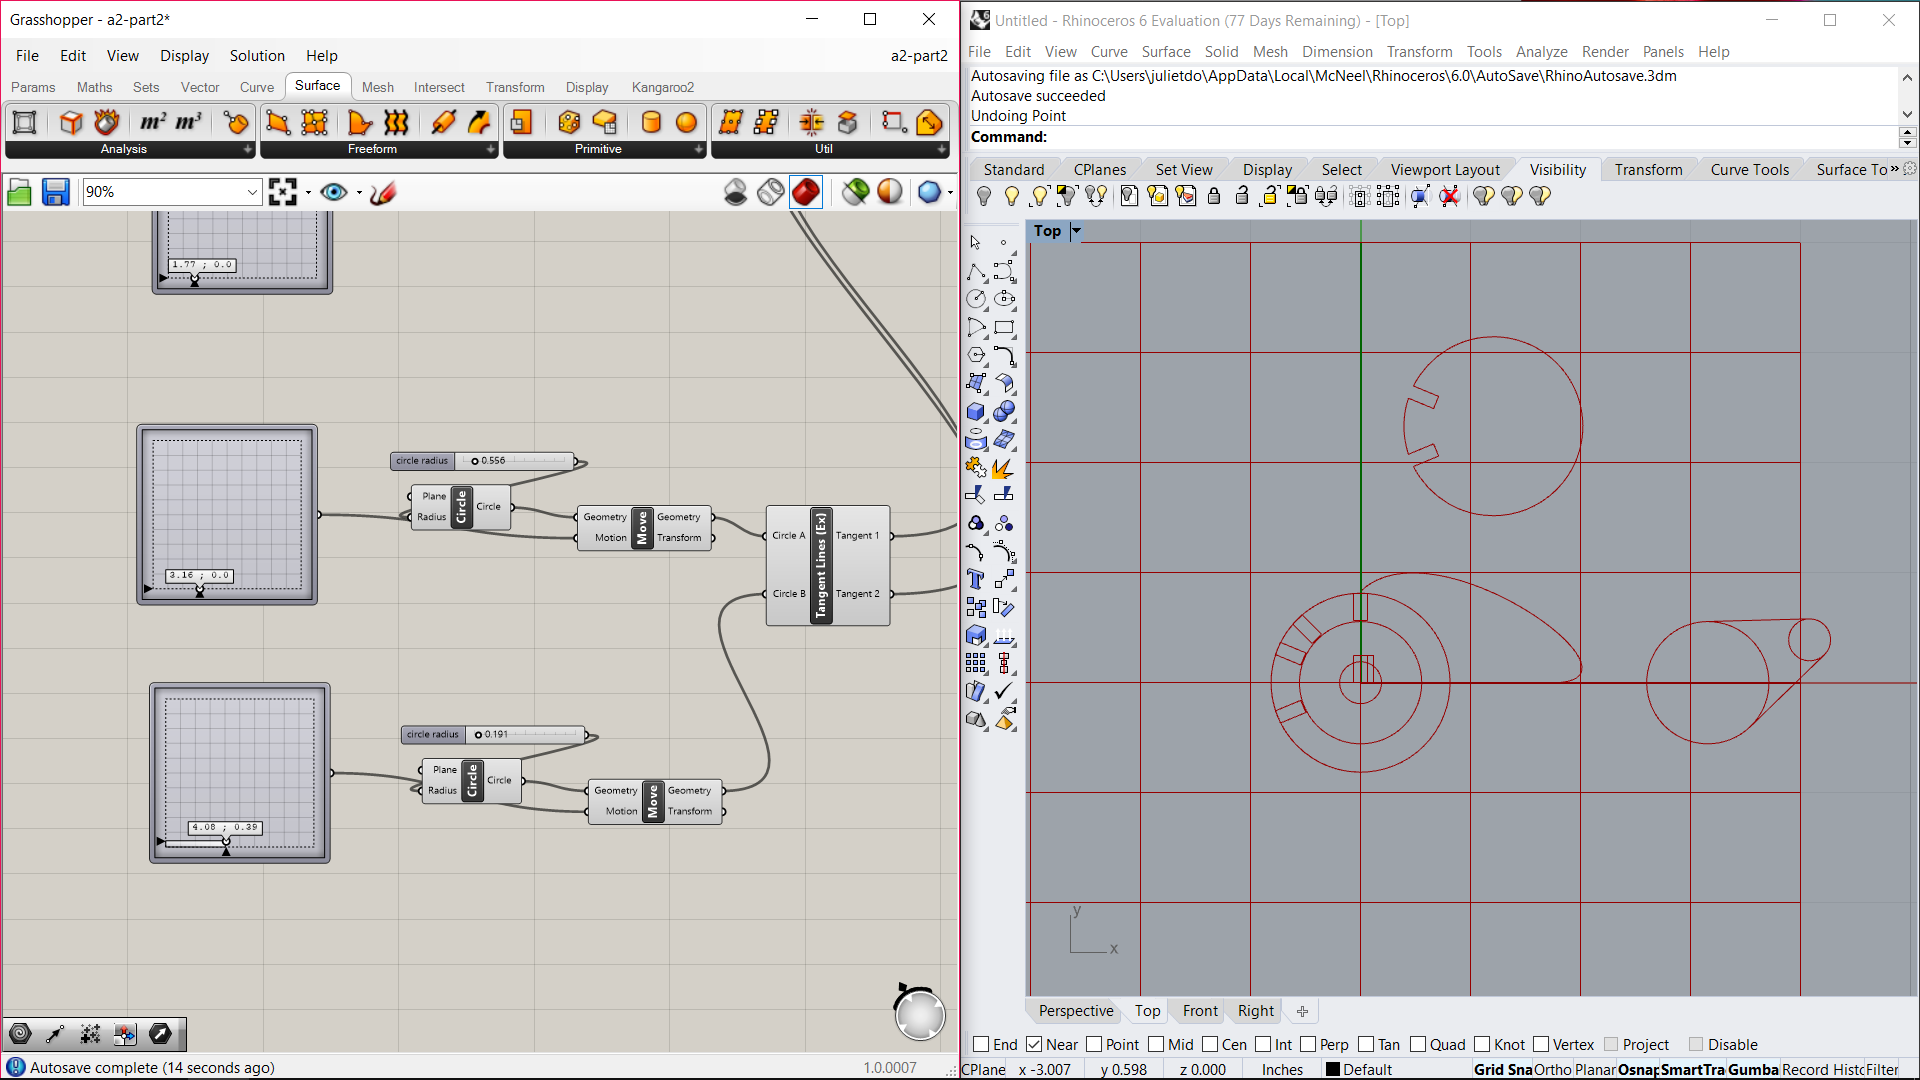 Grasshopper - a2-part2*
File Edit View Display Solution Help
a2-part2
Params Maths Sets Vector Curve Surface Mesh Intersect Transform Display Kangaroo2
m² m³
Analysis
Freeform
Primitive
Util
90%
1.77 ; 0.0
circle radius 0.556
Plane
Radius
Circle
Circle
Geometry
Motion
Move
Geometry
Transform
Circle A
Circle B
Tangent Lines (Ex)
Tangent 1
Tangent 2
3.16 ; 0.0
circle radius 0.191
Plane
Radius
Circle
Circle
Geometry
Motion
Move
Geometry
Transform
4.08 ; 0.39
Autosave complete (14 seconds ago)
1.0.0007
Untitled - Rhinoceros 6 Evaluation (77 Days Remaining) - [Top]
File Edit View Curve Surface Solid Mesh Dimension Transform Tools Analyze Render Panels Help
Autosaving file as C:\Users\julietdo\AppData\Local\McNeel\Rhinoceros\6.0\AutoSave\RhinoAutosave.3dm
Autosave succeeded
Undoing Point
Command:
Standard CPlanes Set View Display Select Viewport Layout Visibility Transform Curve Tools Surface To »
Top
y
x
Perspective Top Front Right
End Near Point Mid Cen Int Perp Tan Quad Knot Vertex Project Disable
CPlane x -3.007 y 0.598 z 0.000 Inches Default Grid Sna Ortho Planar Osnap SmartTra Gumba Record Histo Filter